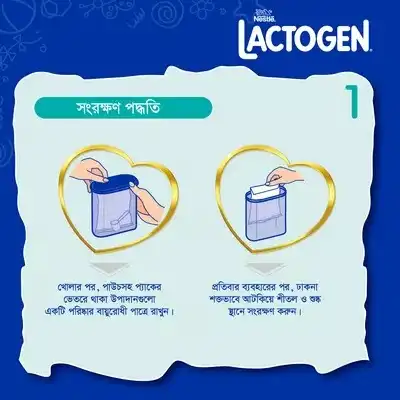 Nestlé
LACTOGEN
1
সংরক্ষণ পদ্ধতি
খোলার পর, পাউচসহ প্যাকের
ভেতরে থাকা উপাদানগুলো
একটি পরিষ্কার বায়ুরোধী পাত্রে রাখুন।
প্রতিবার ব্যবহারের পর, ঢাকনা
শক্তভাবে আটকিয়ে শীতল ও শুষ্ক
স্থানে সংরক্ষণ করুন।